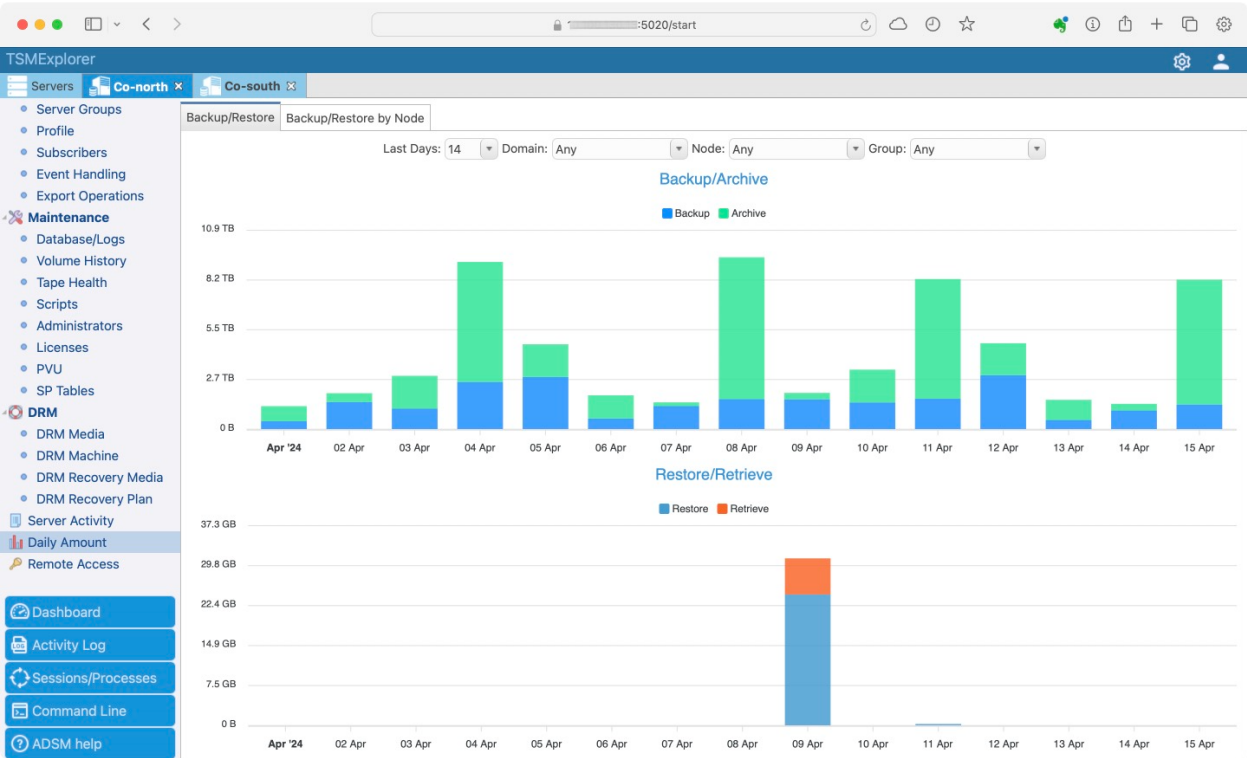 :5020/start
TSMExplorer
Servers
Co-north
Co-south
Server Groups
Profile
Subscribers
Event Handling
Export Operations
Maintenance
Database/Logs
Volume History
Tape Health
Scripts
Administrators
Licenses
PVU
SP Tables
DRM
DRM Media
DRM Machine
DRM Recovery Media
DRM Recovery Plan
Server Activity
Daily Amount
Remote Access
Dashboard
LOG
Activity Log
Sessions/Processes
Command Line
ADSM help
Backup/Restore
Backup/Restore by Node
Last Days: 14 Domain: Any Node: Any Group: Any
Backup/Archive
Backup Archive
10.9 TB
8.2 TB
5.5 TB
2.7 TB
0 B
Apr '24 02 Apr 03 Apr 04 Apr 05 Apr 06 Apr 07 Apr 08 Apr 09 Apr 10 Apr 11 Apr 12 Apr 13 Apr 14 Apr 15 Apr
Restore/Retrieve
Restore Retrieve
37.3 GB
29.8 GB
22.4 GB
14.9 GB
7.5 GB
0 B
Apr '24 02 Apr 03 Apr 04 Apr 05 Apr 06 Apr 07 Apr 08 Apr 09 Apr 10 Apr 11 Apr 12 Apr 13 Apr 14 Apr 15 Apr